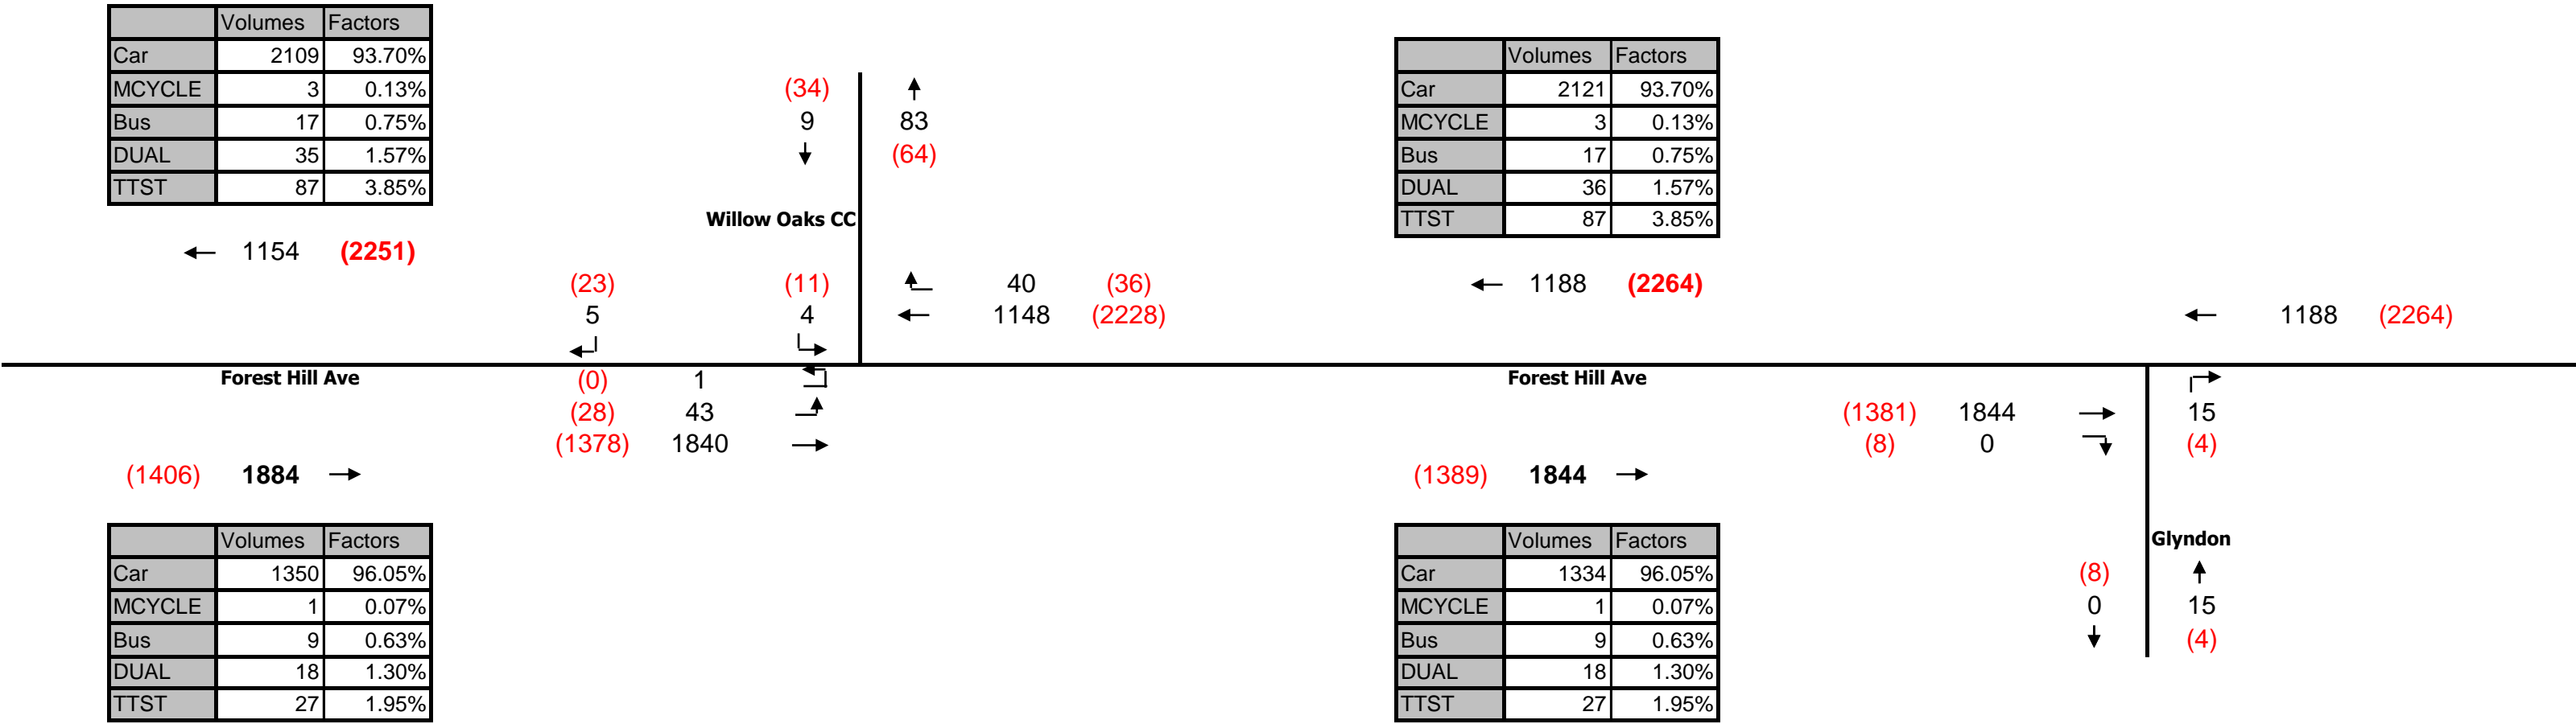 Volumes Factors
Car 2109 93.70%
MCYCLE 3 0.13%
Bus 17 0.75%
DUAL 35 1.57%
TTST 87 3.85%
1154 (2251)
(34)
9 83
(64)
Willow Oaks CC
(23) (11) 40 (36)
5 4 1148 (2228)
Forest Hill Ave (0) 1
(28) 43
(1378) 1840
(1406) 1884
Volumes Factors
Car 1350 96.05%
MCYCLE 1 0.07%
Bus 9 0.63%
DUAL 18 1.30%
TTST 27 1.95%
Volumes Factors
Car 2121 93.70%
MCYCLE 3 0.13%
Bus 17 0.75%
DUAL 36 1.57%
TTST 87 3.85%
1188 (2264)
1188 (2264)
Forest Hill Ave
(1381) 1844 15
(8) 0 (4)
(1389) 1844
Volumes Factors
Car 1334 96.05%
MCYCLE 1 0.07%
Bus 9 0.63%
DUAL 18 1.30%
TTST 27 1.95%
Glyndon
(8)
0 15
(4)